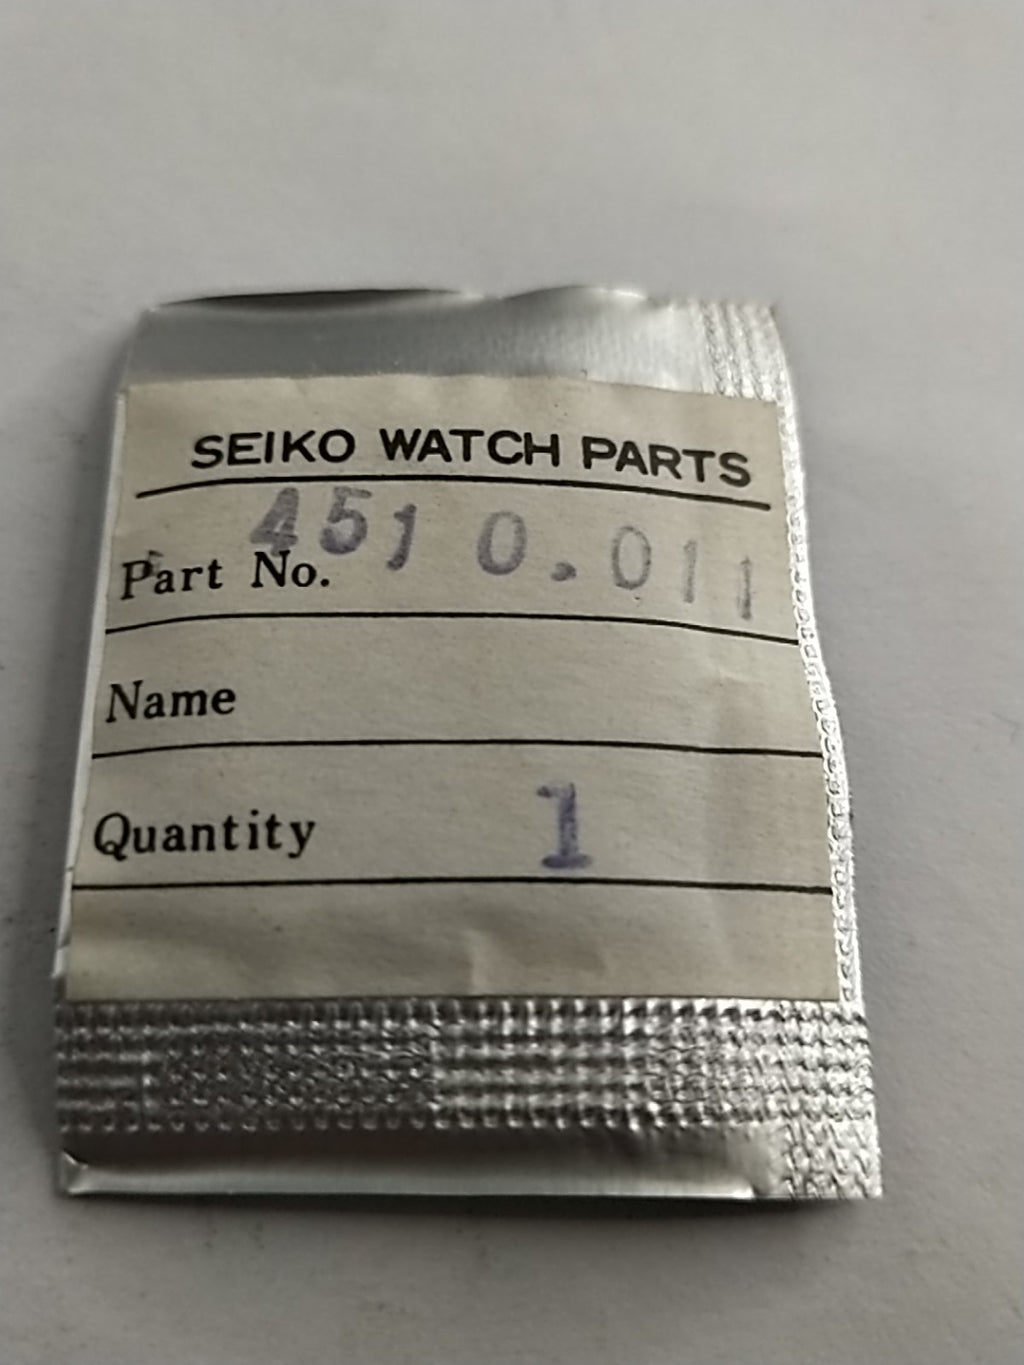 SEIKO WATCH PARTS
Part No. 4510.011
Name
Quantity 1